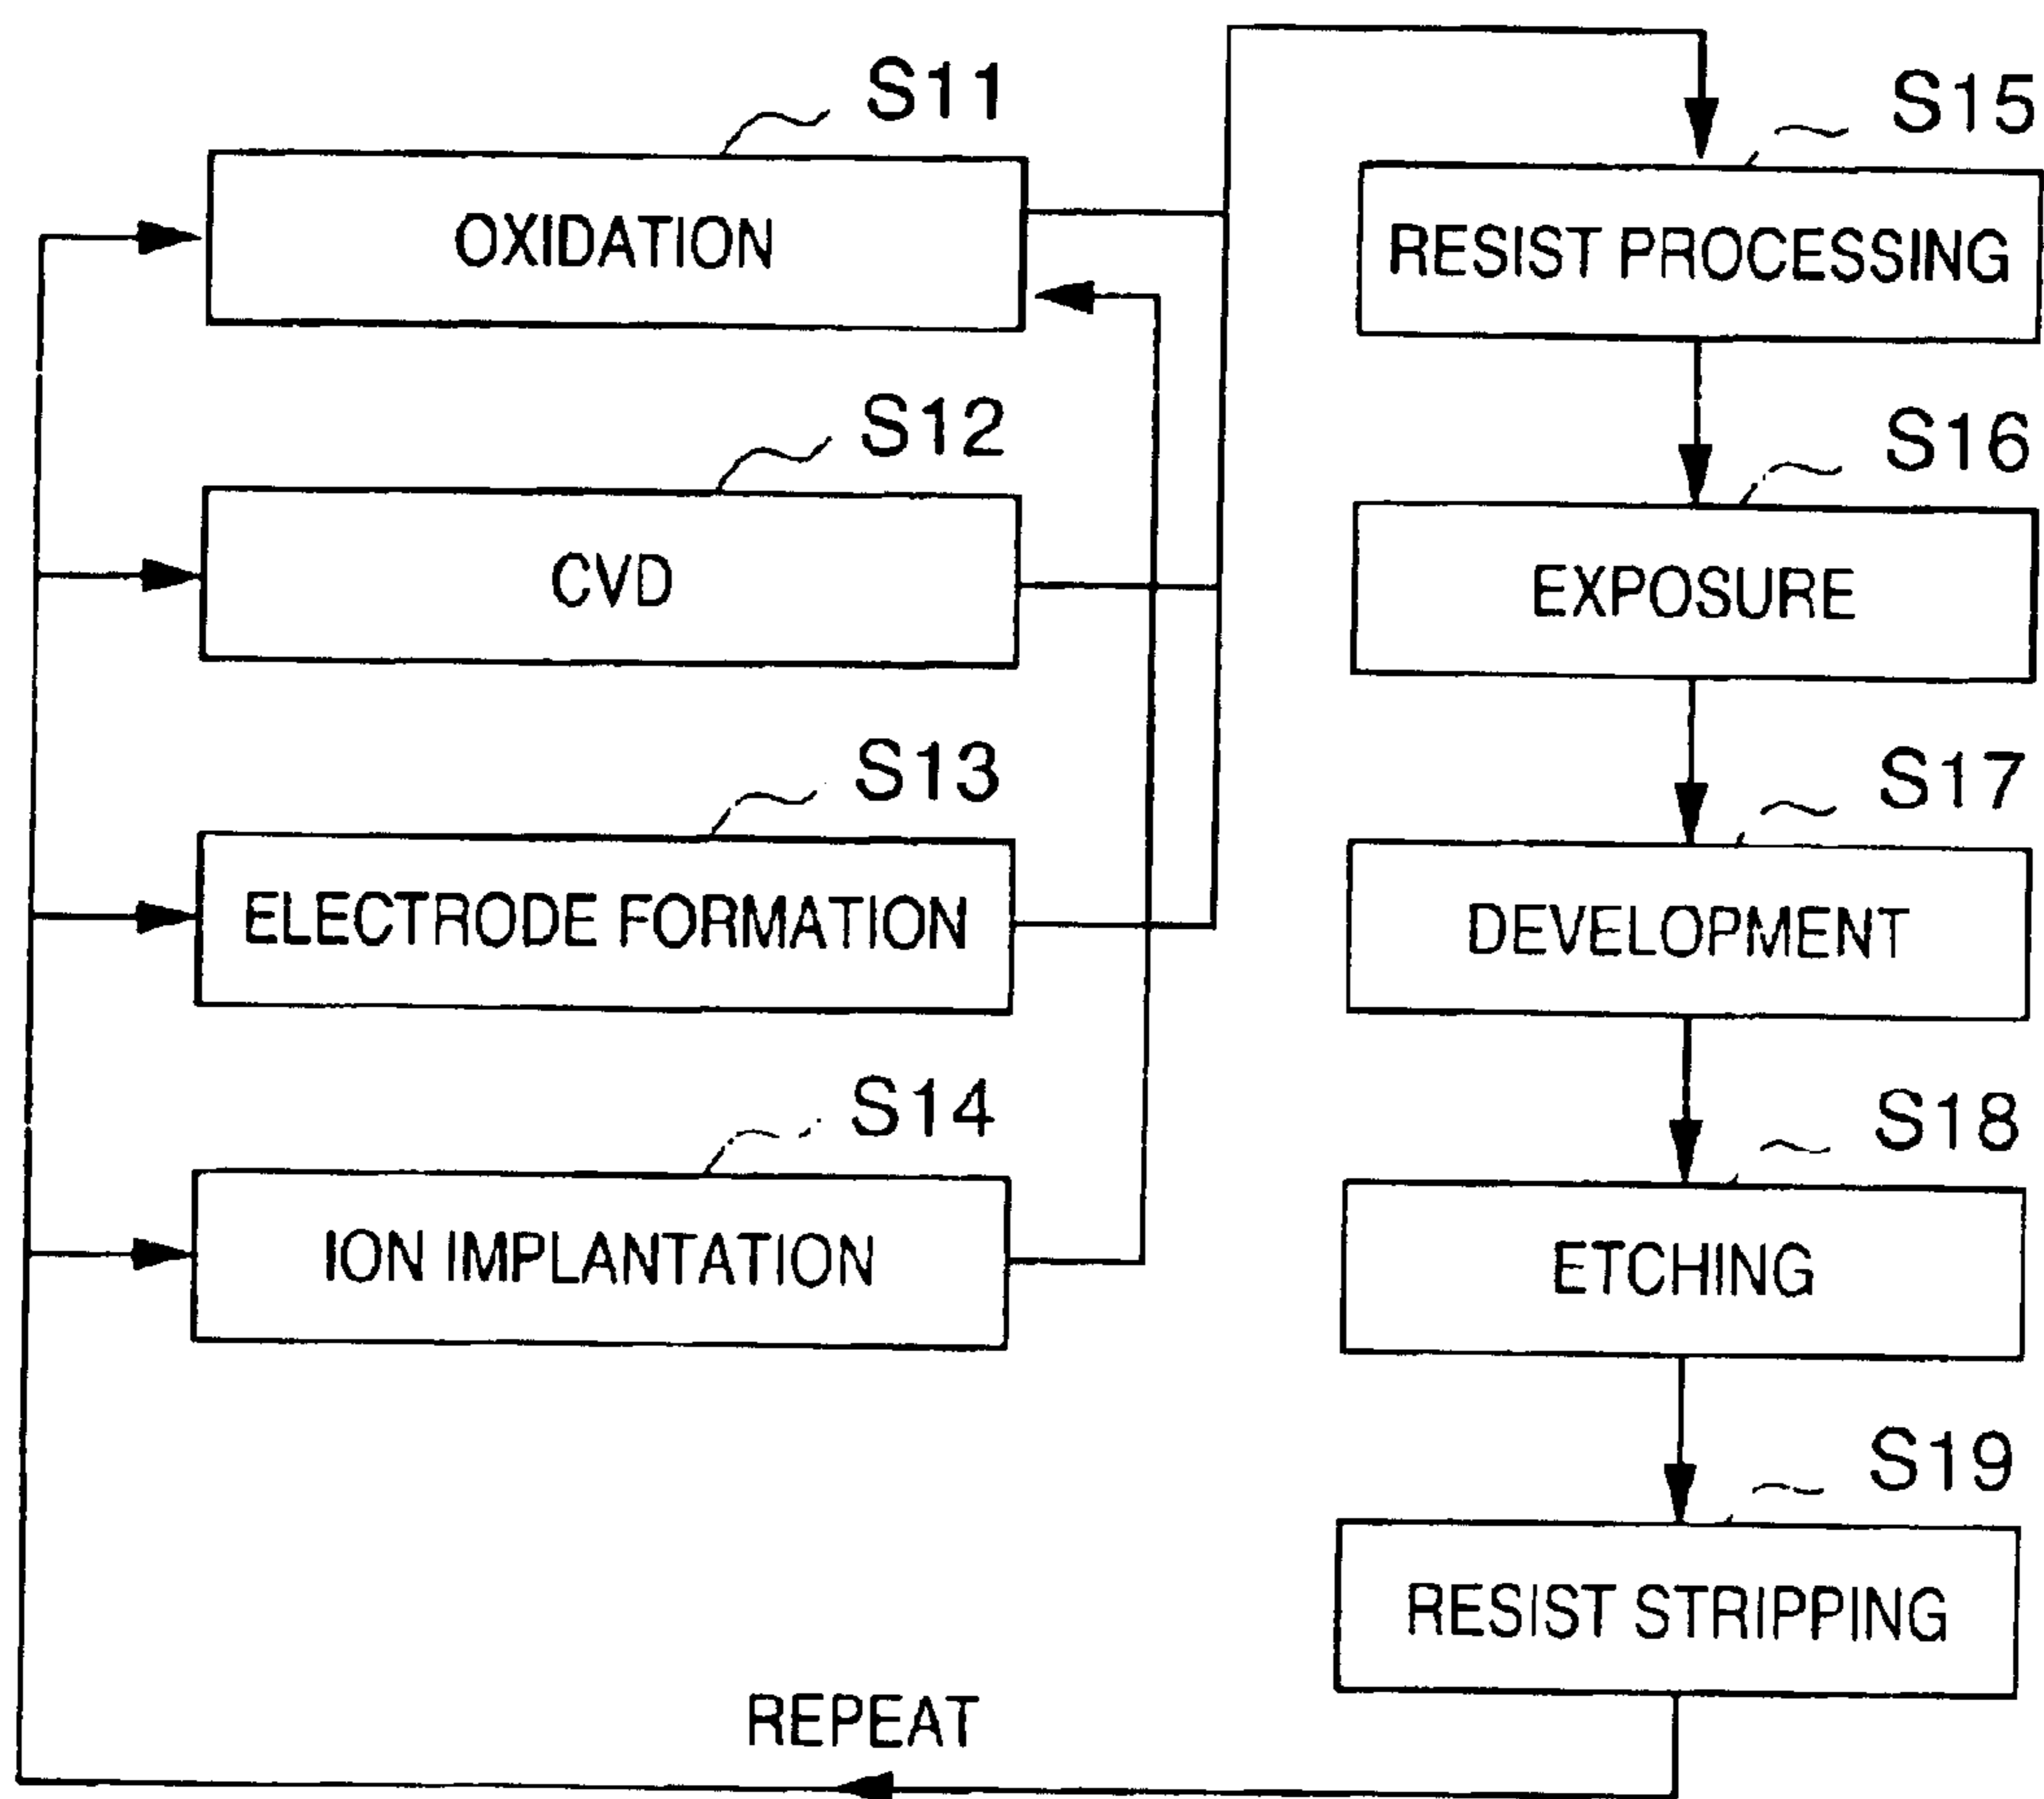 S11
OXIDATION
S12
CVD
S13
ELECTRODE FORMATION
S14
ION IMPLANTATION
S15
RESIST PROCESSING
S16
EXPOSURE
S17
DEVELOPMENT
S18
ETCHING
S19
RESIST STRIPPING
REPEAT